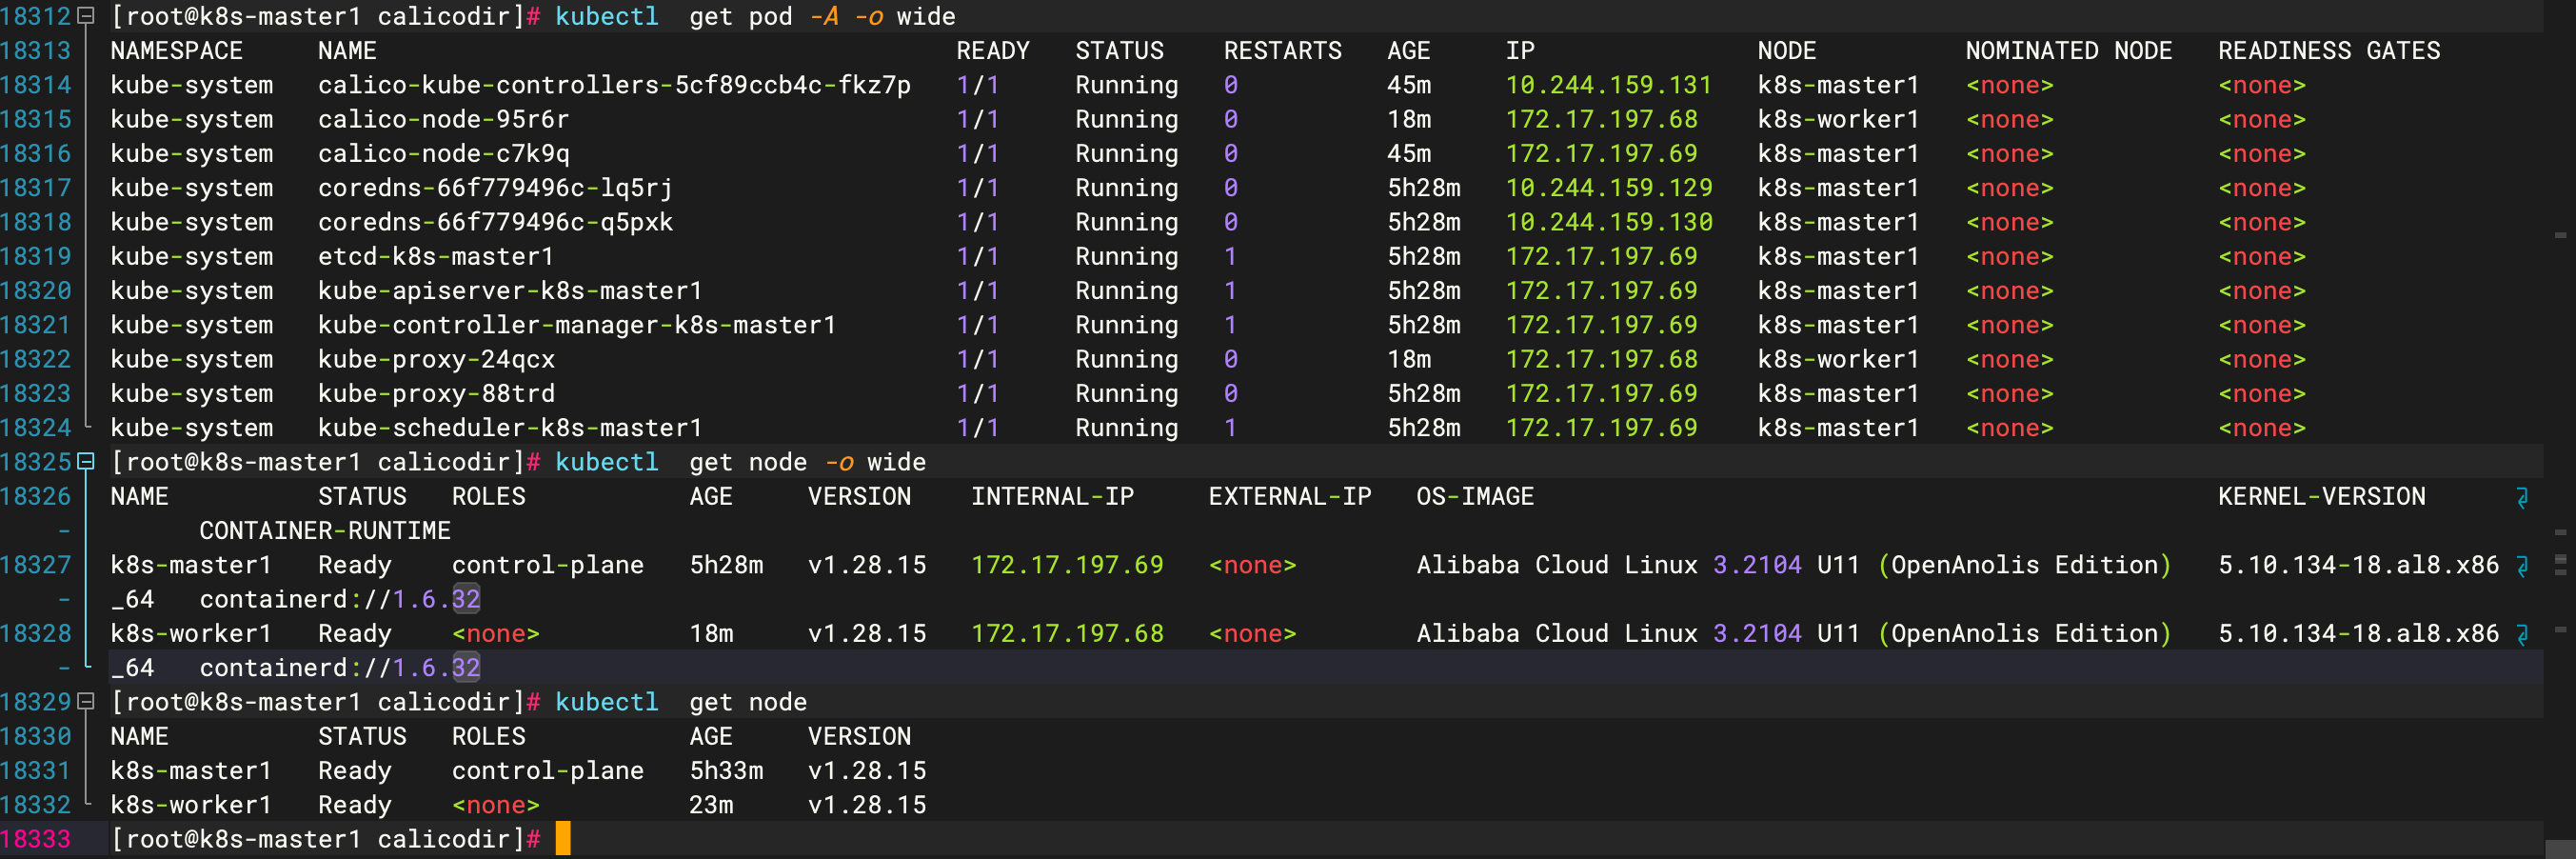 18312 [root@k8s-master1 calicodir]# kubectl  get pod -A -o wide
18313 NAMESPACE     NAME                                       READY   STATUS    RESTARTS   AGE     IP               NODE          NOMINATED NODE   READINESS GATES
18314 kube-system   calico-kube-controllers-5cf89ccb4c-fkz7p   1/1     Running   0          45m     10.244.159.131   k8s-master1   <none>           <none>
18315 kube-system   calico-node-95r6r                          1/1     Running   0          18m     172.17.197.68    k8s-worker1   <none>           <none>
18316 kube-system   calico-node-c7k9q                          1/1     Running   0          45m     172.17.197.69    k8s-master1   <none>           <none>
18317 kube-system   coredns-66f779496c-lq5rj                   1/1     Running   0          5h28m   10.244.159.129   k8s-master1   <none>           <none>
18318 kube-system   coredns-66f779496c-q5pxk                   1/1     Running   0          5h28m   10.244.159.130   k8s-master1   <none>           <none>
18319 kube-system   etcd-k8s-master1                           1/1     Running   1          5h28m   172.17.197.69    k8s-master1   <none>           <none>
18320 kube-system   kube-apiserver-k8s-master1                 1/1     Running   1          5h28m   172.17.197.69    k8s-master1   <none>           <none>
18321 kube-system   kube-controller-manager-k8s-master1        1/1     Running   1          5h28m   172.17.197.69    k8s-master1   <none>           <none>
18322 kube-system   kube-proxy-24qcx                           1/1     Running   0          18m     172.17.197.68    k8s-worker1   <none>           <none>
18323 kube-system   kube-proxy-88trd                           1/1     Running   0          5h28m   172.17.197.69    k8s-master1   <none>           <none>
18324 kube-system   kube-scheduler-k8s-master1                 1/1     Running   1          5h28m   172.17.197.69    k8s-master1   <none>           <none>
18325 [root@k8s-master1 calicodir]# kubectl  get node -o wide
18326 NAME          STATUS   ROLES           AGE     VERSION    INTERNAL-IP     EXTERNAL-IP   OS-IMAGE                                              KERNEL-VERSION
- CONTAINER-RUNTIME
18327 k8s-master1   Ready    control-plane   5h28m   v1.28.15   172.17.197.69   <none>        Alibaba Cloud Linux 3.2104 U11 (OpenAnolis Edition)   5.10.134-18.al8.x86
- _64   containerd://1.6.32
18328 k8s-worker1   Ready    <none>          18m     v1.28.15   172.17.197.68   <none>        Alibaba Cloud Linux 3.2104 U11 (OpenAnolis Edition)   5.10.134-18.al8.x86
- _64   containerd://1.6.32
18329 [root@k8s-master1 calicodir]# kubectl  get node
18330 NAME          STATUS   ROLES           AGE     VERSION
18331 k8s-master1   Ready    control-plane   5h33m   v1.28.15
18332 k8s-worker1   Ready    <none>          23m     v1.28.15
18333 [root@k8s-master1 calicodir]#